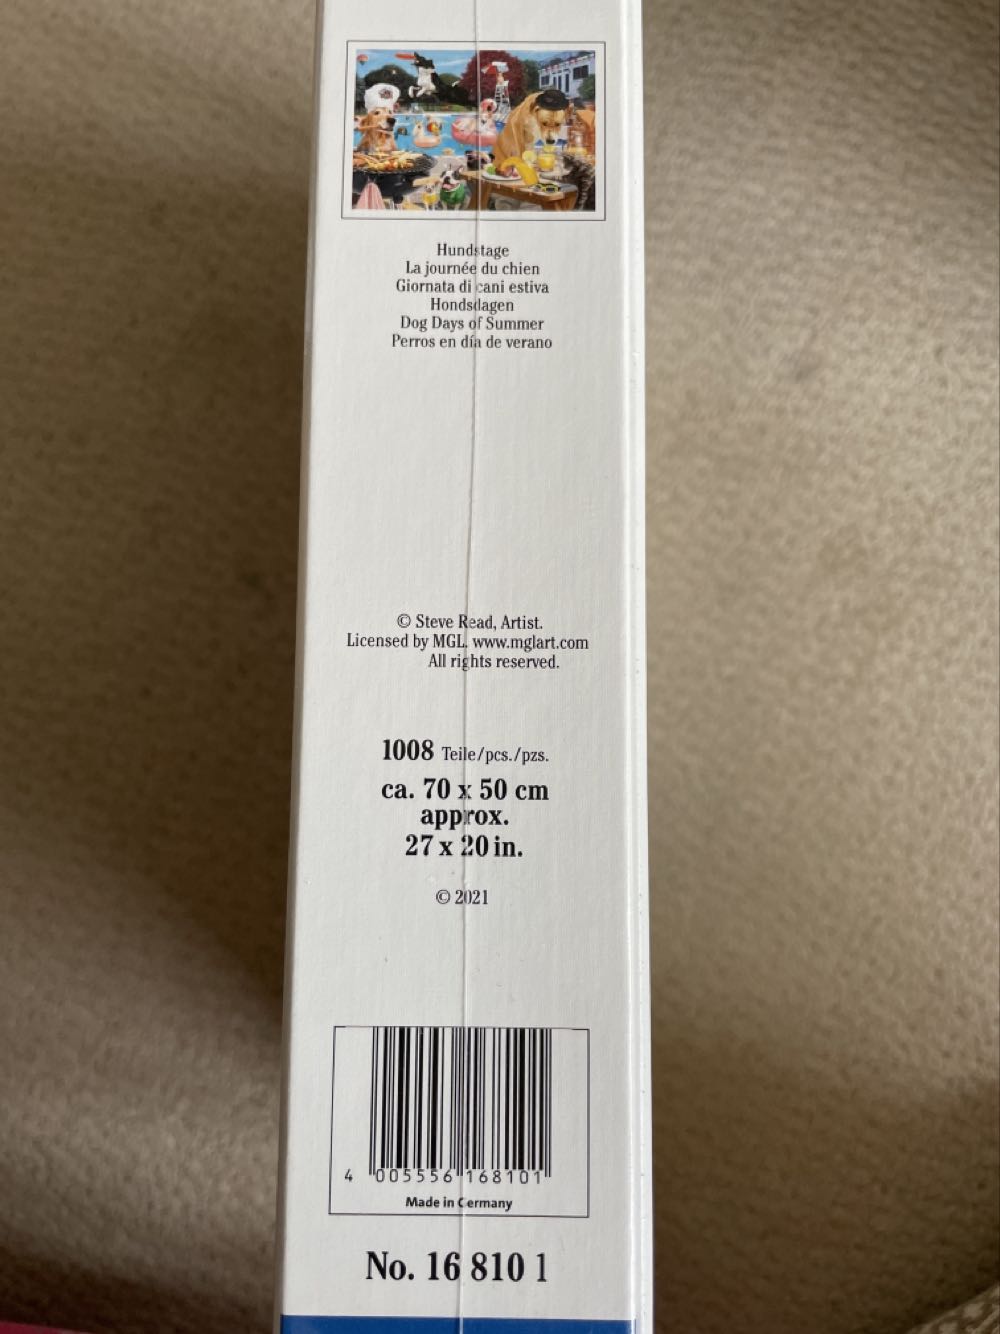 Hundstage
La journée du chien
Giornata di cani estiva
Hondsdagen
Dog Days of Summer
Perros en día de verano
© Steve Read, Artist.
Licensed by MGL. www.mglart.com
All rights reserved.
1008 Teile/pcs./pzs.
ca. 70 x 50 cm
approx.
27 x 20 in.
© 2021
4 005556 168101
Made in Germany
No. 16 810 1